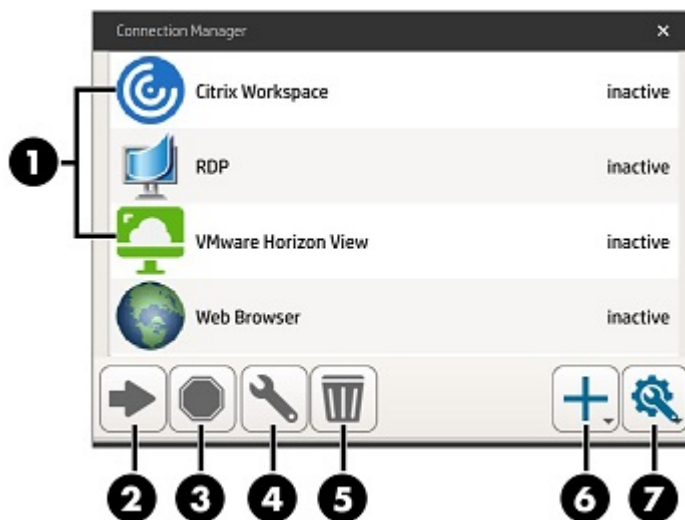 Connection Manager
Citrix Workspace inactive
1
RDP inactive
VMware Horizon View inactive
Web Browser inactive
2 3 4 5 6 7